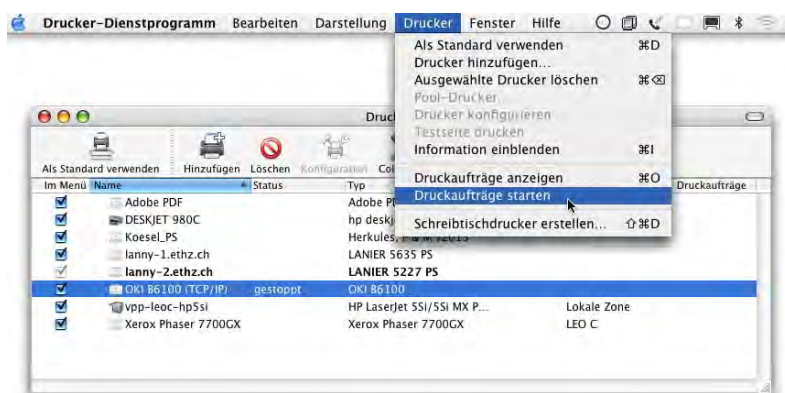 Drucker-Dienstprogramm Bearbeiten Darstellung Drucker Fenster Hilfe
Als Standard verwenden ⌘D
Drucker hinzufügen...
Ausgewählte Drucker löschen ⌘⌫
Pool-Drucker...
Drucker konfigurieren
Testseite drucken
Information einblenden ⌘I
Druckaufträge anzeigen ⌘O
Druckaufträge starten
Schreibtischdrucker erstellen... ⇧⌘D
Druc
Als Standard verwenden Hinzufügen Löschen Konfiguration Col
Im Menü Name Status Typ Druckaufträge
Adobe PDF Adobe P
DESKJET 980C hp deskj
Koesel_PS Herkules,
lanny-1.ethz.ch LANIER 5635 PS
lanny-2.ethz.ch LANIER 5227 PS
OKI B6100 (TCP/IP) gestoppt OKI B6100
vpp-leoc-hp5si HP LaserJet 5Si/5Si MX P... Lokale Zone
Xerox Phaser 7700GX Xerox Phaser 7700GX LEO C